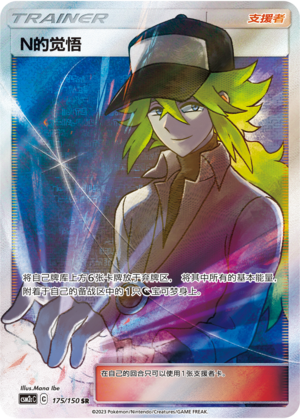 TRAINER
支援者
N的觉悟
将自己牌库上方6张卡牌放于弃牌区。 将其中所有的基本能量,
附着于自己的备战区中的1只宝可梦身上。
Illus.Mana Ibe
在自己的回合只可以使用1张支援者卡。
CSM2c C C 175/150 SR
©2023 Pokémon/Nintendo/Creatures/GAME FREAK.